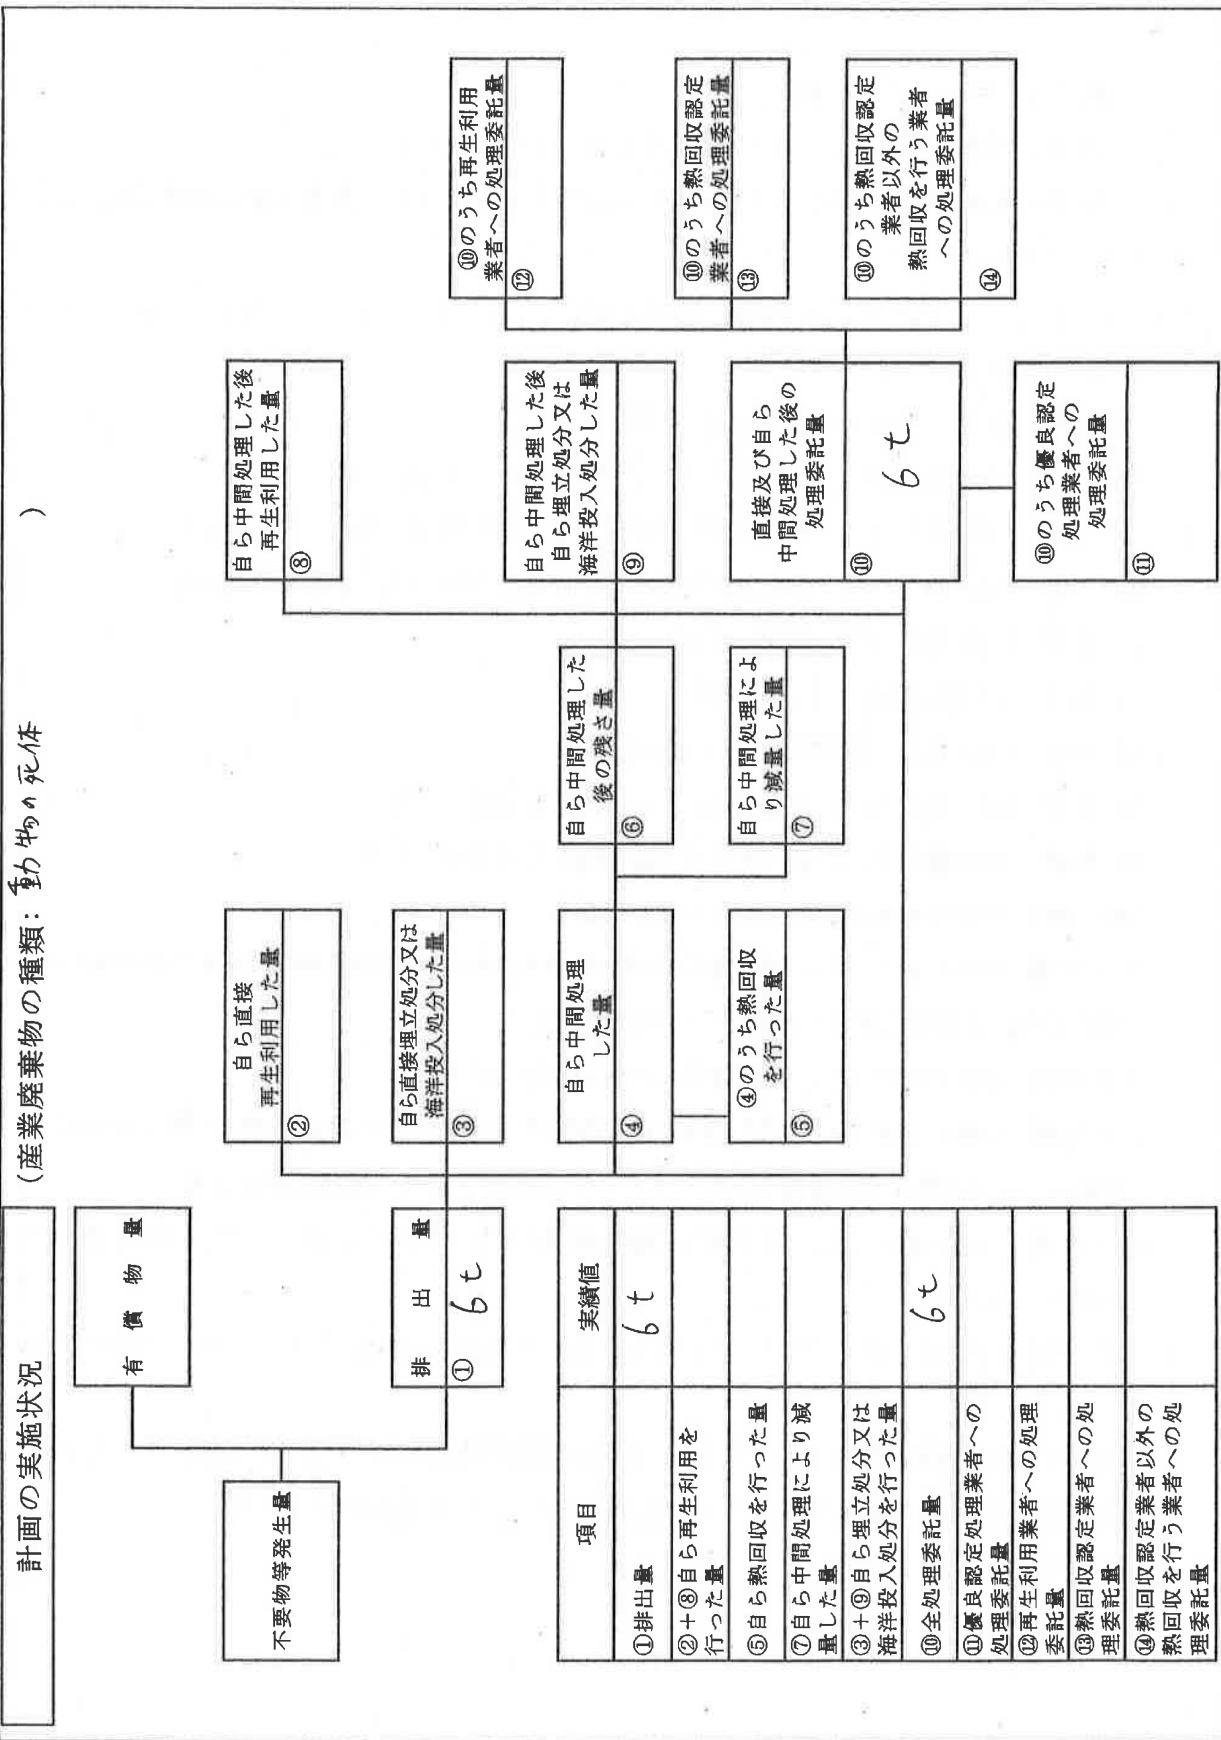 計画の実施状況
(産業廃棄物の種類: 動物の死体 )
不要物等発生量
有償物量
排出量
① 6t
自ら直接
再生利用した量
②
自ら直接埋立処分又は
海洋投入処分した量
③
自ら中間処理
した量
④
④のうち熱回収
を行った量
⑤
自ら中間処理した
後の残さ量
⑥
自ら中間処理によ
り減量した量
⑦
自ら中間処理した後
再生利用した量
⑧
自ら中間処理した後
自ら埋立処分又は
海洋投入処分した量
⑨
直接及び自ら
中間処理した後の
処理委託量
⑩ 6t
⑩のうち優良認定
処理業者への
処理委託量
⑪
⑩のうち再生利用
業者への処理委託量
⑫
⑩のうち熱回収認定
業者への処理委託量
⑬
⑩のうち熱回収認定
業者以外の
熱回収を行う業者
への処理委託量
⑭
項目 実績値
①排出量 6t
②+⑧自ら再生利用を
行った量
⑤自ら熱回収を行った量
⑦自ら中間処理により減
量した量
③+⑨自ら埋立処分又は
海洋投入処分を行った量
⑩全処理委託量 6t
⑪優良認定処理業者への
処理委託量
⑫再生利用業者への処理
委託量
⑬熱回収認定業者への処
理委託量
⑭熱回収認定業者以外の
熱回収を行う業者への処
理委託量